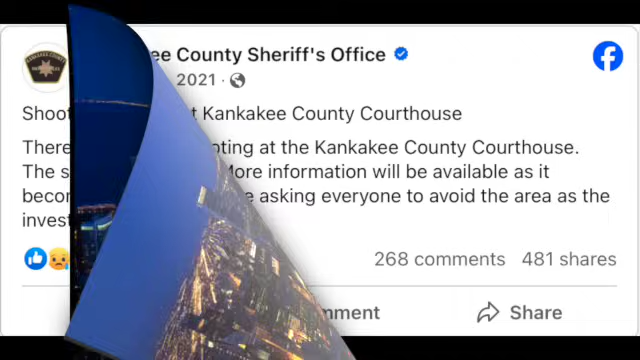 ee County Sheriff's Office
2021 ·
Shoot t Kankakee County Courthouse
There oting at the Kankakee County Courthouse.
The s More information will be available as it
becom e asking everyone to avoid the area as the
invest
268 comments 481 shares
mment Share